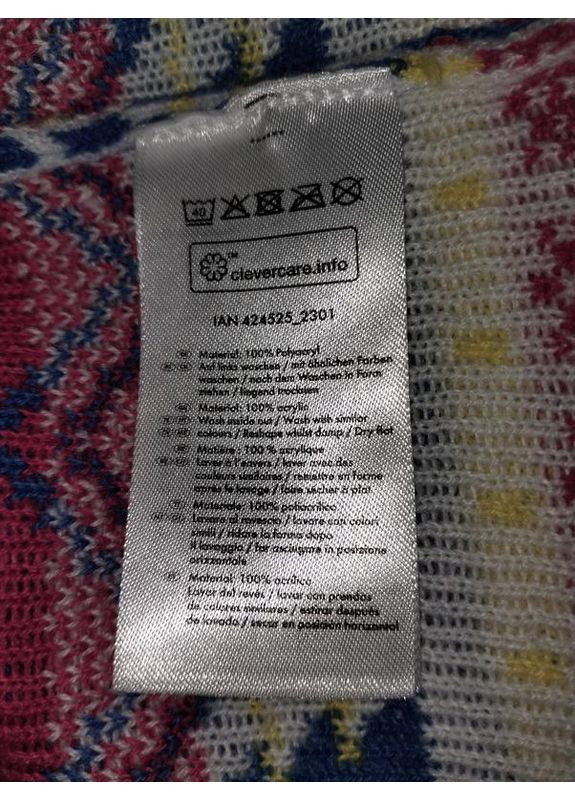 40
clevercare.info
IAN 424525_2301
Material: 100% Polyacryl
Auf links waschen / mit ähnlichen Farben
waschen / nach dem Waschen in Form
ziehen / liegend trocknen
Material: 100% acrylic
Wash inside out / Wash with similar
colours / Reshape whilst damp / Dry flat
Matière : 100 % acrylique
Laver à l'envers / laver avec des
couleurs similaires / remettre en forme
après le lavage / faire sécher à plat
Materiale: 100% poliacrilico
Lavare al rovescio / lavare con colori
simili / ridare la forma dopo
il lavaggio / far asciugare in posizione
orizzontale
Material: 100% acrílico
Lavar del revés / lavar con prendas
de colores similares / estirar después
de lavado / secar en posición horizontal